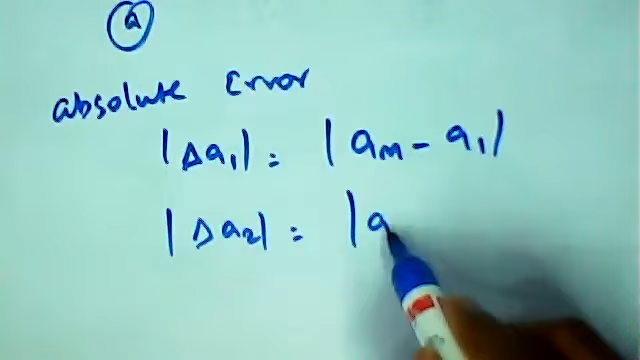 a
absolute Error
|Δa₁| = |aₘ - a₁|
|Δa₂| = |a